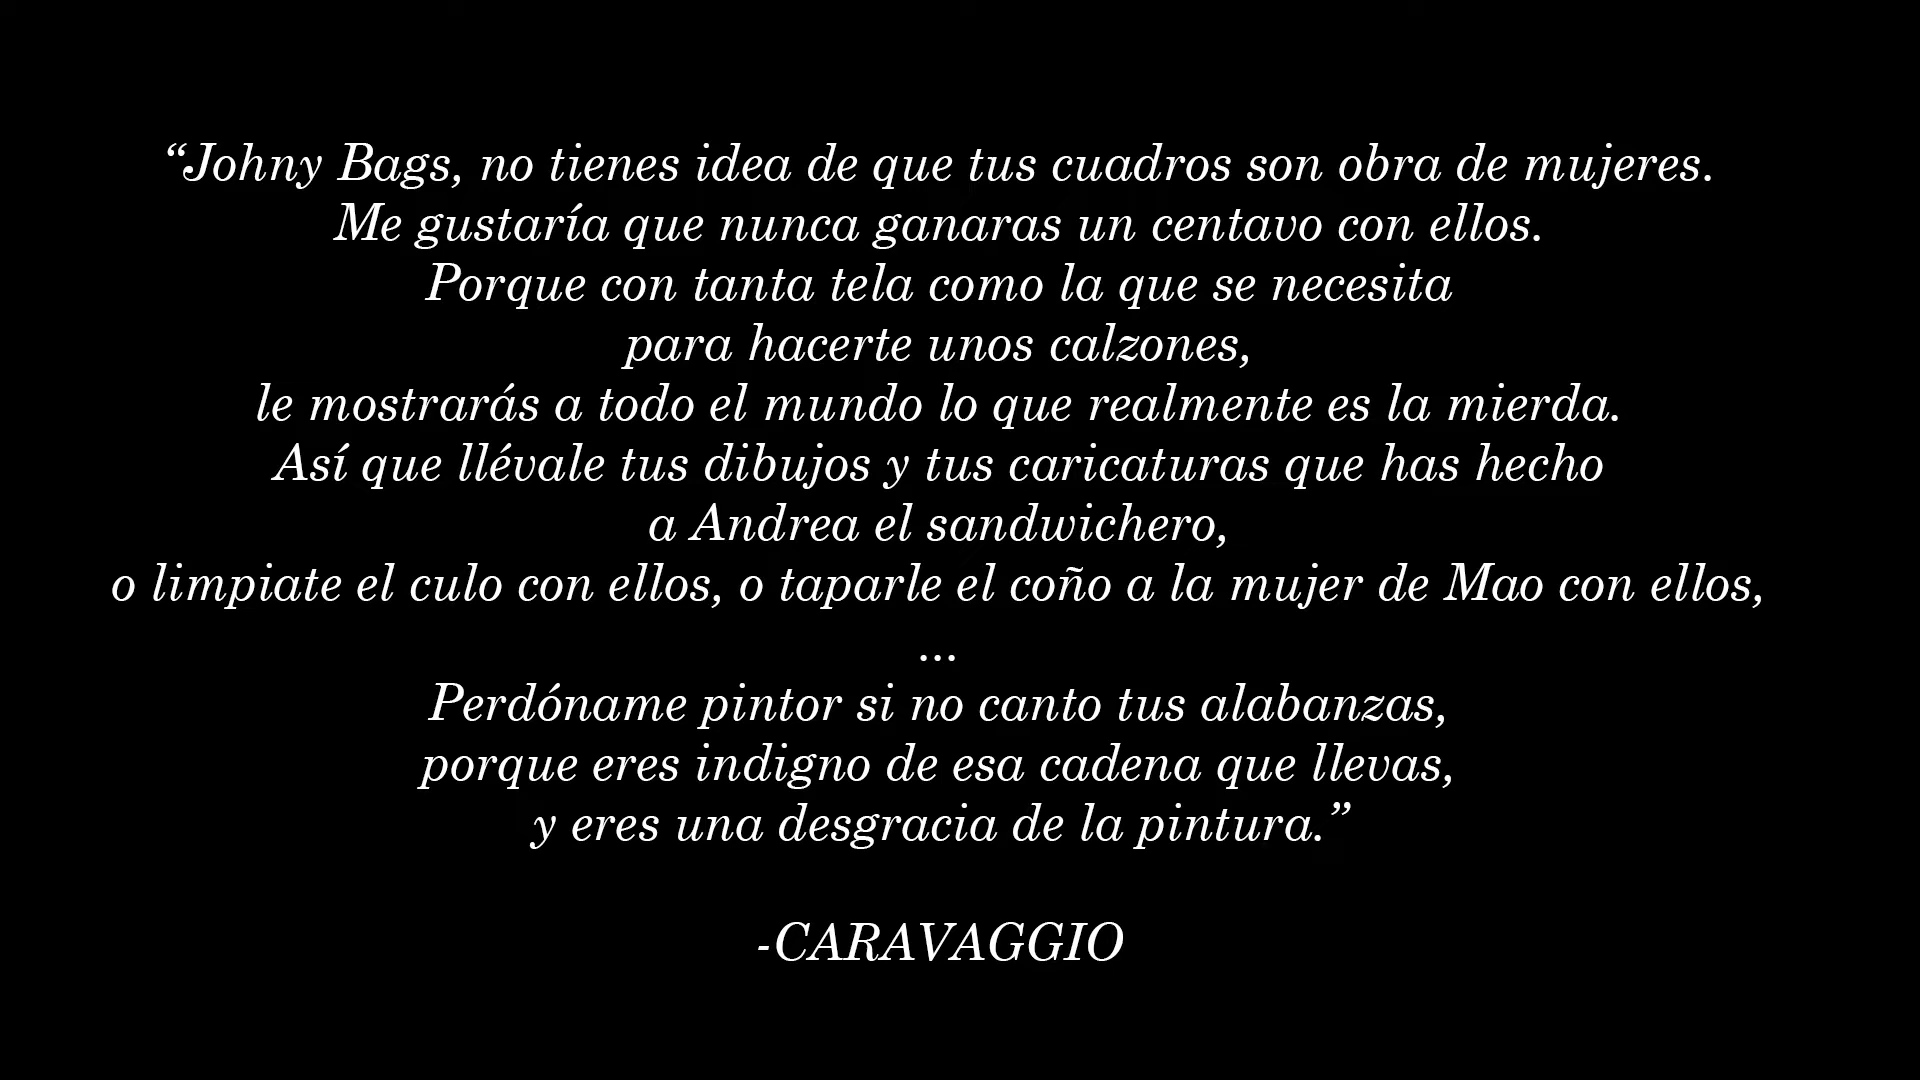 “Johny Bags, no tienes idea de que tus cuadros son obra de mujeres.
Me gustaría que nunca ganaras un centavo con ellos.
Porque con tanta tela como la que se necesita
para hacerte unos calzones,
le mostrarás a todo el mundo lo que realmente es la mierda.
Así que llévale tus dibujos y tus caricaturas que has hecho
a Andrea el sandwichero,
o limpiate el culo con ellos, o taparle el coño a la mujer de Mao con ellos,
...
Perdóname pintor si no canto tus alabanzas,
porque eres indigno de esa cadena que llevas,
y eres una desgracia de la pintura.”
-CARAVAGGIO